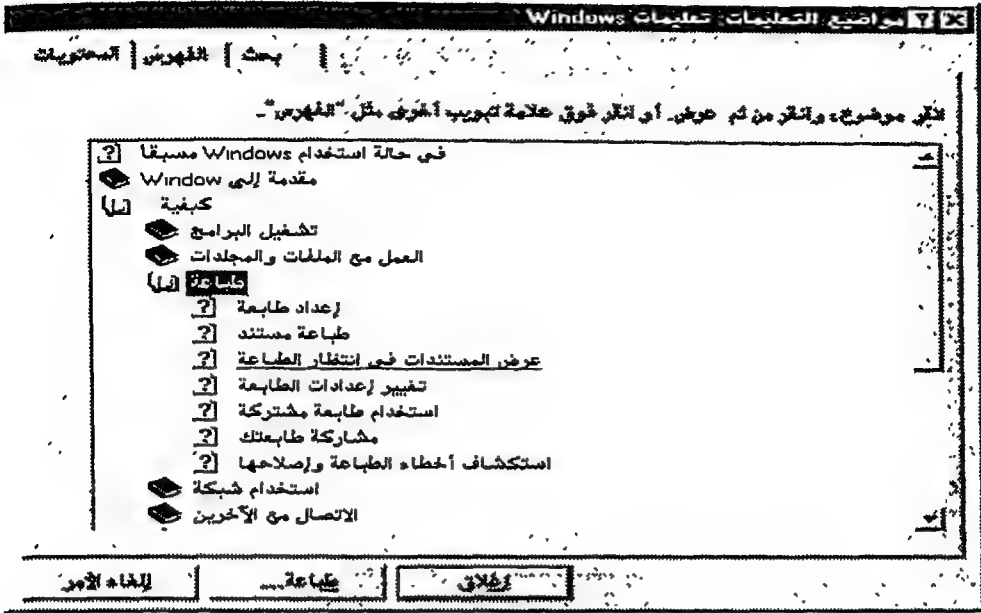 مواضيع التعليمات: تعليمات Windows
المحتويات
الفهرس
بحث
انقر موضوع، وانقر من ثم عرض. أو انقر فوق علامة تبويب أخرى مثل "الفهرس".
في حالة استخدام Windows مسبقا
مقدمة إلى Window
كيفية
تشغيل البرامج
العمل مع الملفات والمجلدات
طباعة
إعداد طابعة
طباعة مستند
عرض المستندات في انتظار الطباعة
تغيير إعدادات الطابعة
استخدام طابعة مشتركة
مشاركة طابعتك
استكشاف أخطاء الطباعة وإصلاحها
استخدام شبكة
الاتصال مع الآخرين
إغلاق
طباعة...
إلغاء الأمر